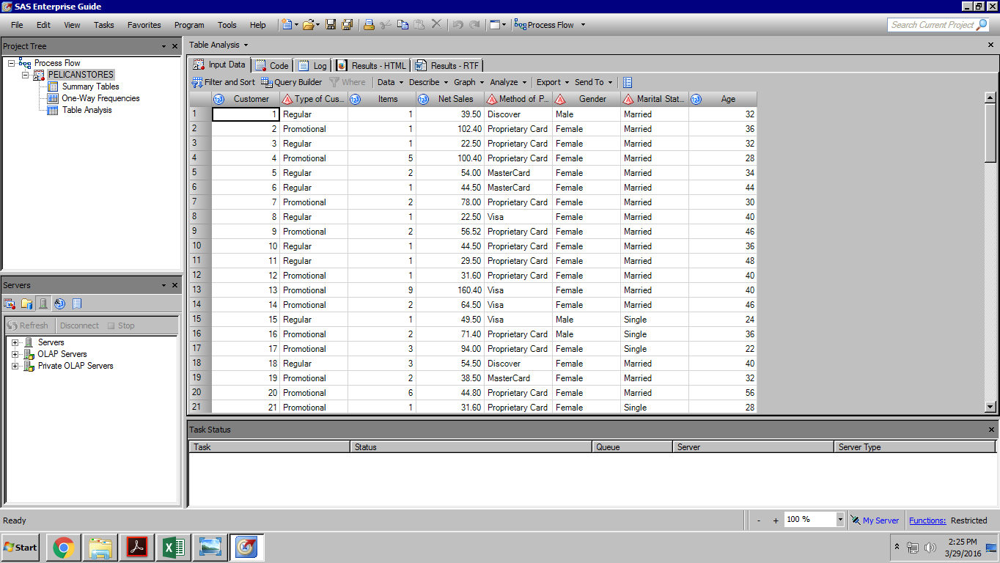 SAS Enterprise Guide
File Edit View Tasks Favorites Program Tools Help Process Flow Search Current Project
Project Tree
Process Flow
PELICANSTORES
Summary Tables
One-Way Frequencies
Table Analysis
Servers
Refresh Disconnect Stop
Servers
OLAP Servers
Private OLAP Servers
Table Analysis
Input Data Code Log Results - HTML Results - RTF
Filter and Sort Query Builder Where Data Describe Graph Analyze Export Send To
Customer Type of Cus... Items Net Sales Method of P... Gender Marital Stat... Age
1 1 Regular 1 39.50 Discover Male Married 32
2 2 Promotional 1 102.40 Proprietary Card Female Married 36
3 3 Regular 1 22.50 Proprietary Card Female Married 32
4 4 Promotional 5 100.40 Proprietary Card Female Married 28
5 5 Regular 2 54.00 MasterCard Female Married 34
6 6 Regular 1 44.50 MasterCard Female Married 44
7 7 Promotional 2 78.00 Proprietary Card Female Married 30
8 8 Regular 1 22.50 Visa Female Married 40
9 9 Promotional 2 56.52 Proprietary Card Female Married 46
10 10 Regular 1 44.50 Proprietary Card Female Married 36
11 11 Regular 1 29.50 Proprietary Card Female Married 48
12 12 Promotional 1 31.60 Proprietary Card Female Married 40
13 13 Promotional 9 160.40 Visa Female Married 40
14 14 Promotional 2 64.50 Visa Female Married 46
15 15 Regular 1 49.50 Visa Male Single 24
16 16 Promotional 2 71.40 Proprietary Card Male Single 36
17 17 Promotional 3 94.00 Proprietary Card Female Single 22
18 18 Regular 3 54.50 Discover Female Married 40
19 19 Promotional 2 38.50 MasterCard Female Married 32
20 20 Promotional 6 44.80 Proprietary Card Female Married 56
21 21 Promotional 1 31.60 Proprietary Card Female Single 28
Task Status
Task Status Queue Server Server Type
Ready - + 100 % My Server Functions: Restricted
Start 2:25 PM
3/29/2016